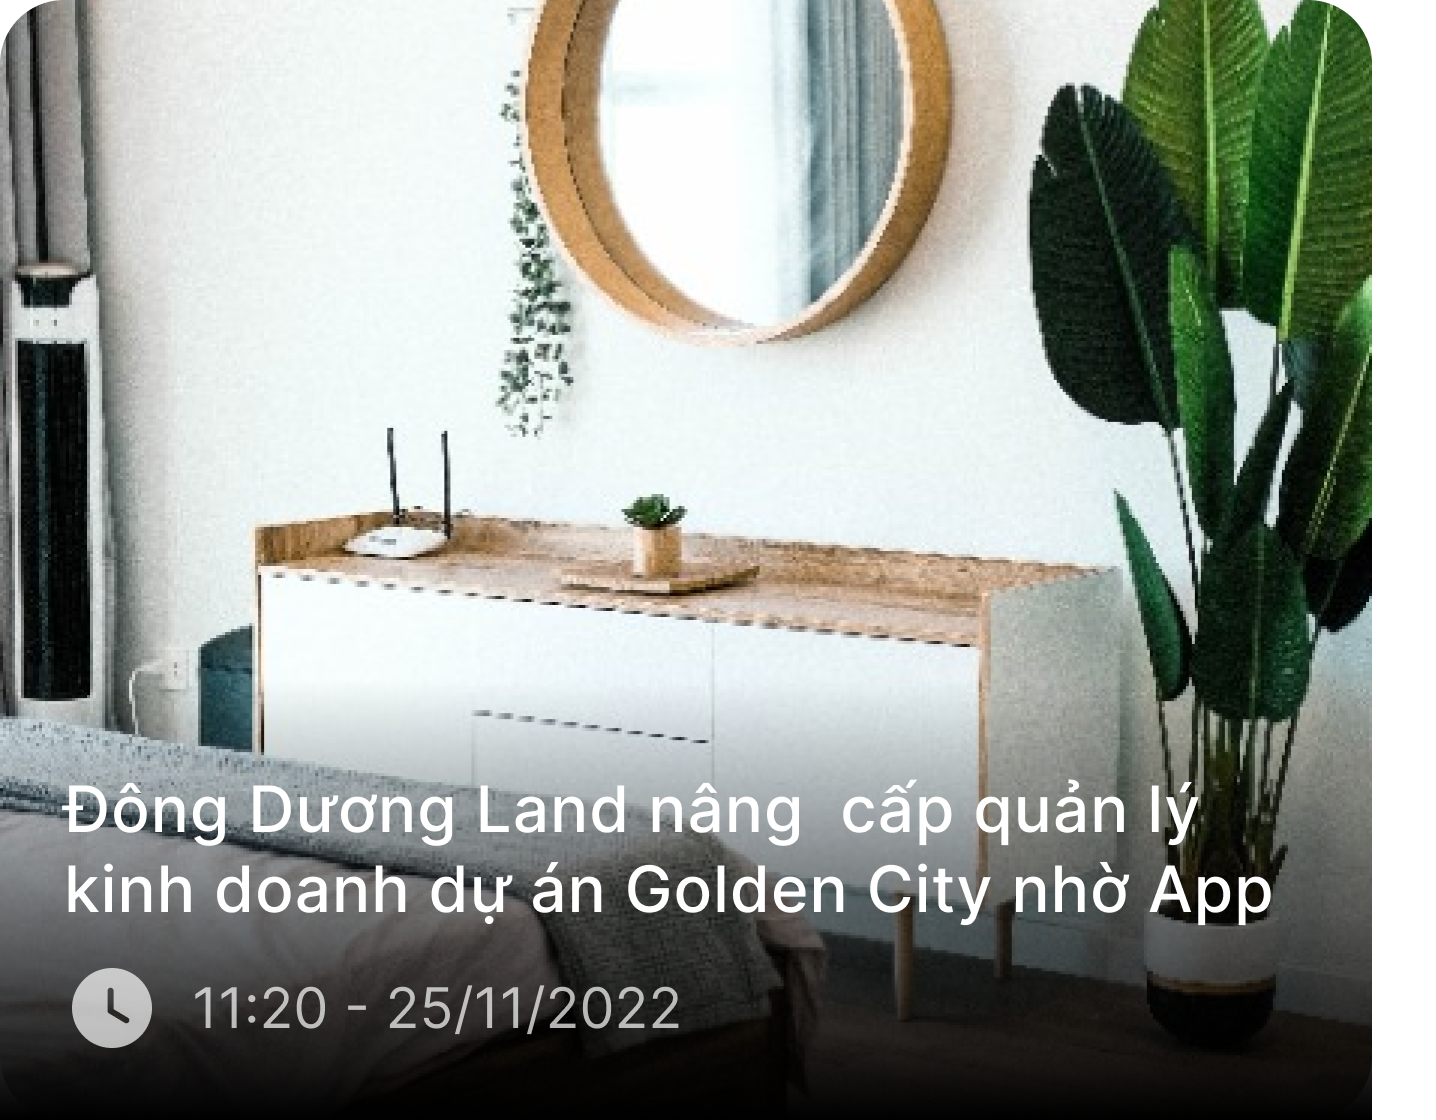 Đông Dương Land nâng  cấp quản lý
kinh doanh dự án Golden City nhờ App
11:20 - 25/11/2022